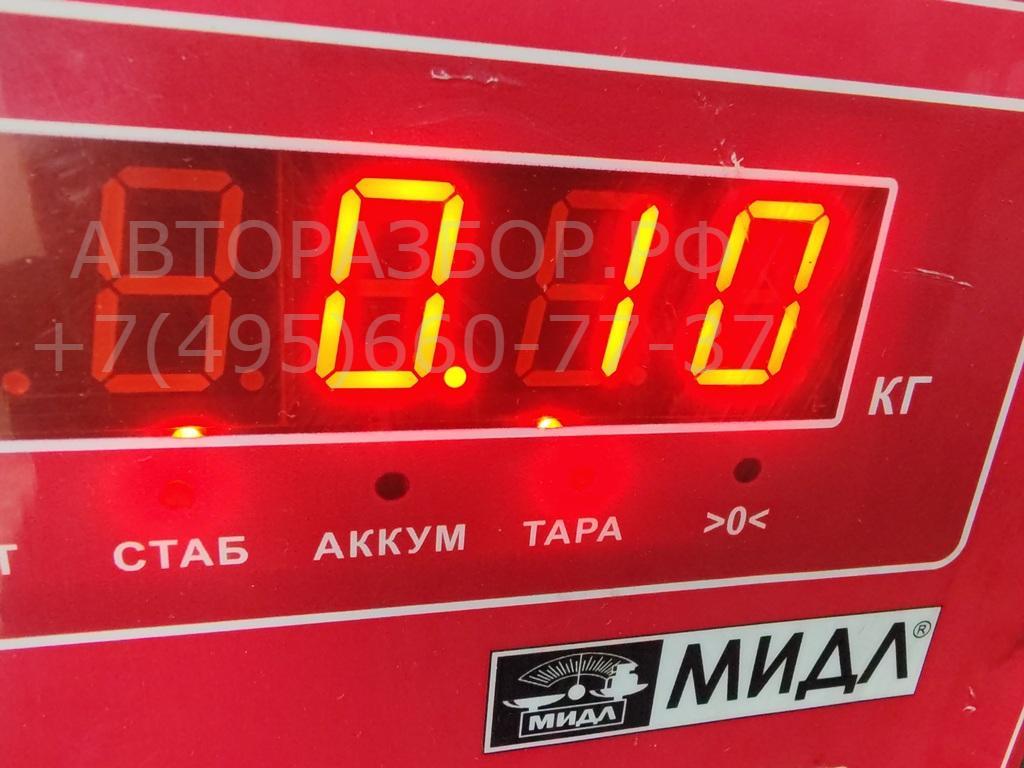 АВТОРАЗБОР.РФ
0.10
+7(495)660-77-37
КГ
СТАБ АККУМ ТАРА >0<
МИДЛ®
МИДЛ